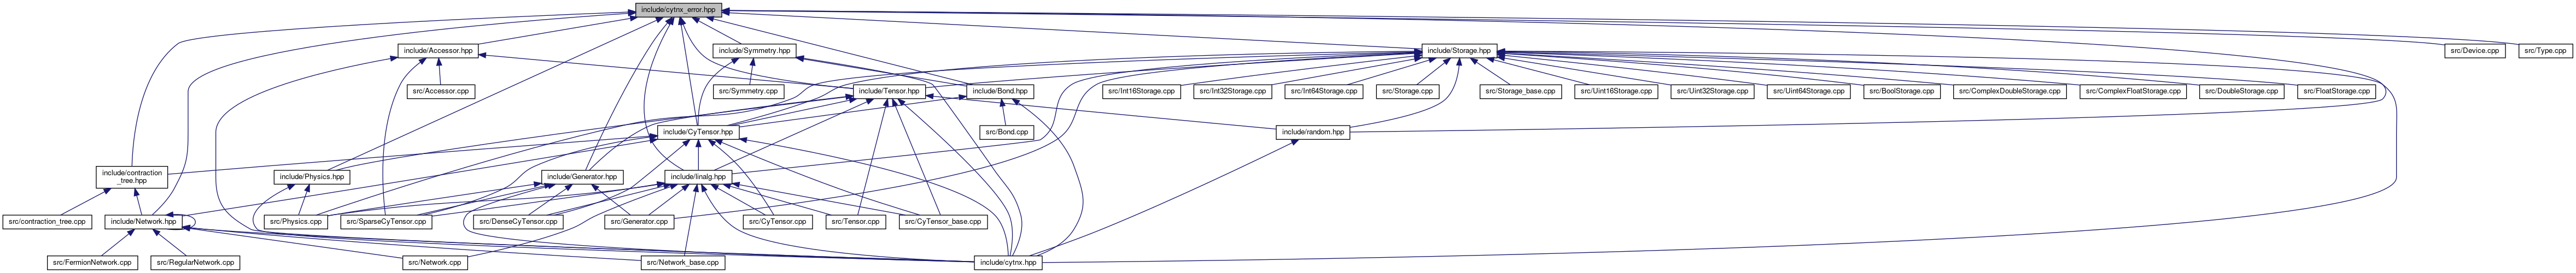 include/cytnx_error.hpp
include/Accessor.hpp
include/Symmetry.hpp
include/Storage.hpp
src/Device.cpp
src/Type.cpp
src/Accessor.cpp
src/Symmetry.cpp
include/Tensor.hpp
include/Bond.hpp
src/Int16Storage.cpp
src/Int32Storage.cpp
src/Int64Storage.cpp
src/Storage.cpp
src/Storage_base.cpp
src/Uint16Storage.cpp
src/Uint32Storage.cpp
src/Uint64Storage.cpp
src/BoolStorage.cpp
src/ComplexDoubleStorage.cpp
src/ComplexFloatStorage.cpp
src/DoubleStorage.cpp
src/FloatStorage.cpp
include/CyTensor.hpp
src/Bond.cpp
include/random.hpp
include/contraction
_tree.hpp
include/Physics.hpp
include/Generator.hpp
include/linalg.hpp
src/contraction_tree.cpp
include/Network.hpp
src/Physics.cpp
src/SparseCyTensor.cpp
src/DenseCyTensor.cpp
src/Generator.cpp
src/CyTensor.cpp
src/Tensor.cpp
src/CyTensor_base.cpp
src/FermionNetwork.cpp
src/RegularNetwork.cpp
src/Network.cpp
src/Network_base.cpp
include/cytnx.hpp